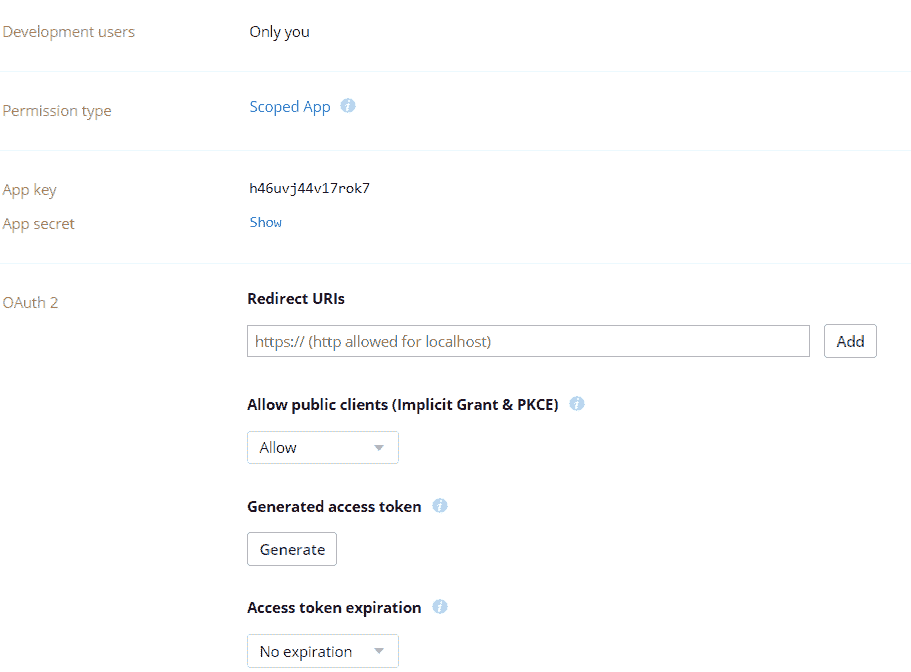 Development users Only you
Permission type Scoped App
App key h46uvj44v17rok7
App secret Show
OAuth 2 Redirect URIs
https:// (http allowed for localhost) Add
Allow public clients (Implicit Grant & PKCE)
Allow
Generated access token
Generate
Access token expiration
No expiration